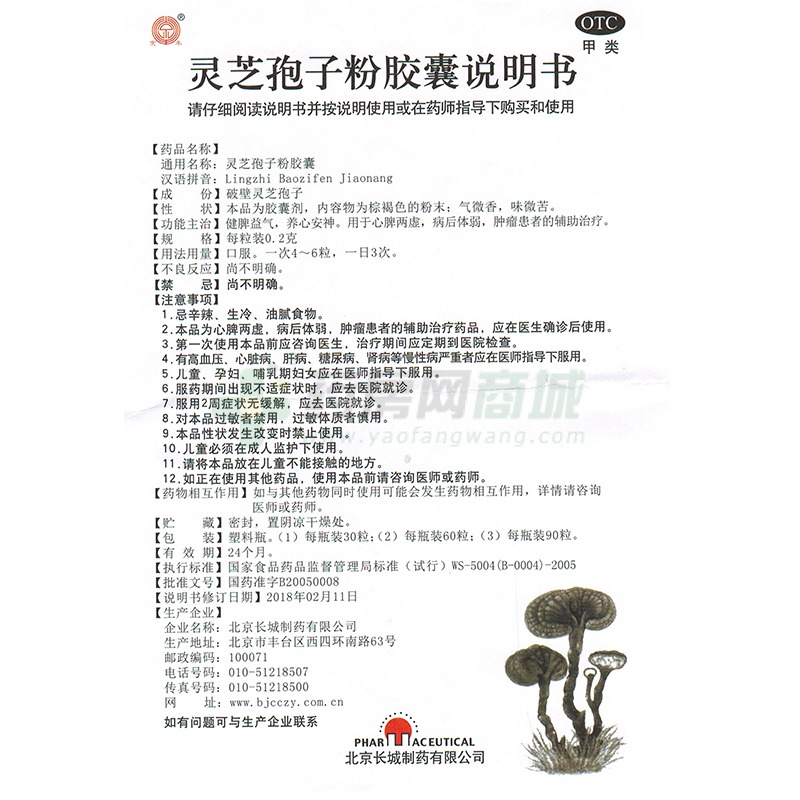 OTC
甲类
灵芝孢子粉胶囊说明书
请仔细阅读说明书并按说明使用或在药师指导下购买和使用
【药品名称】
通用名称：灵芝孢子粉胶囊
汉语拼音：Lingzhi Baozifen Jiaonang
【成 份】破壁灵芝孢子
【性 状】本品为胶囊剂，内容物为棕褐色的粉末；气微香，味微苦。
【功能主治】健脾益气，养心安神。用于心脾两虚，病后体弱，肿瘤患者的辅助治疗。
【规 格】每粒装0.2克
【用法用量】口服。一次4～6粒，一日3次。
【不良反应】尚不明确。
【禁 忌】尚不明确。
【注意事项】
1.忌辛辣、生冷、油腻食物。
2.本品为心脾两虚，病后体弱，肿瘤患者的辅助治疗药品，应在医生确诊后使用。
3.第一次使用本品前应咨询医生，治疗期间应定期到医院检查。
4.有高血压、心脏病、肝病、糖尿病、肾病等慢性病严重者应在医师指导下服用。
5.儿童、孕妇、哺乳期妇女应在医师指导下服用。
6.服药期间出现不适症状时，应去医院就诊。
7.服用2周症状无缓解，应去医院就诊。
8.对本品过敏者禁用，过敏体质者慎用。
9.本品性状发生改变时禁止使用。
10.儿童必须在成人监护下使用。
11.请将本品放在儿童不能接触的地方。
12.如正在使用其他药品，使用本品前请咨询医师或药师。
【药物相互作用】如与其他药物同时使用可能会发生药物相互作用，详情请咨询
医师或药师。
【贮 藏】密封，置阴凉干燥处。
【包 装】塑料瓶。（1）每瓶装30粒；（2）每瓶装60粒；（3）每瓶装90粒。
【有 效 期】24个月。
【执行标准】国家食品药品监督管理局标准（试行）WS-5004(B-0004)-2005
【批准文号】国药准字B20050008
【说明书修订日期】2018年02月11日
【生产企业】
企业名称：北京长城制药有限公司
生产地址：北京市丰台区西四环南路63号
邮政编码：100071
电话号码：010-51218507
传真号码：010-51218500
网 址：www.bjcczy.com.cn
如有问题可与生产企业联系
PHARMACEUTICAL
北京长城制药有限公司
www.yaofangwang.com